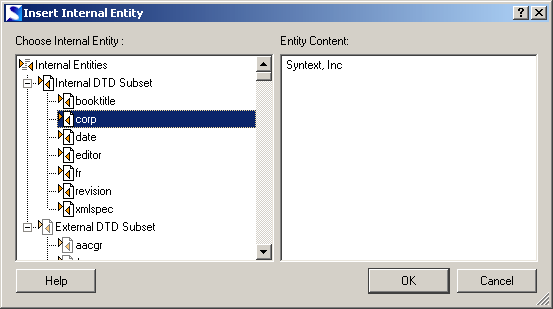 Insert Internal Entity
Choose Internal Entity :
Entity Content:
Internal Entities
Internal DTD Subset
booktitle
corp
date
editor
fr
revision
xmlspec
External DTD Subset
aacgr
Syntext, Inc
Help
OK
Cancel